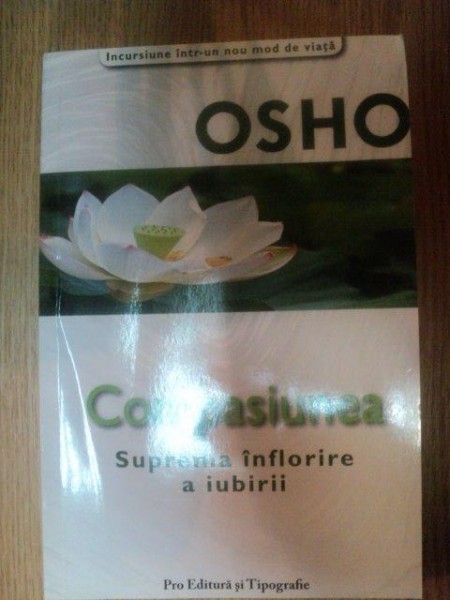 Incursiune într-un nou mod de viață
OSHO
Compasiunea
Suprema înflorire
a iubirii
Pro Editură și Tipografie